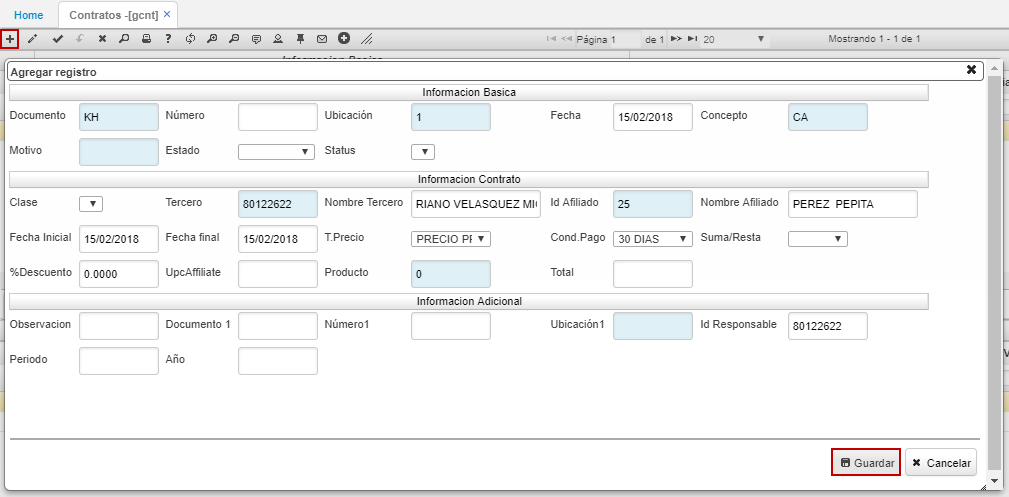 Home Contratos -[gcnt] ×
Página 1 de 1 20 Mostrando 1 - 1 de 1
Informacion Basica
Agregar registro
Informacion Basica
Documento KH Número Ubicación 1 Fecha 15/02/2018 Concepto CA
Motivo Estado Status
Informacion Contrato
Clase Tercero 80122622 Nombre Tercero RIANO VELASQUEZ Id Afiliado 25 Nombre Afiliado PEREZ PEPITA
Fecha Inicial 15/02/2018 Fecha final 15/02/2018 T.Precio PRECIO Cond.Pago 30 DIAS Suma/Resta
%Descuento 0.0000 UpcAffiliate Producto 0 Total
Informacion Adicional
Observacion Documento 1 Número1 Ubicación1 Id Responsable 80122622
Periodo Año
Guardar Cancelar